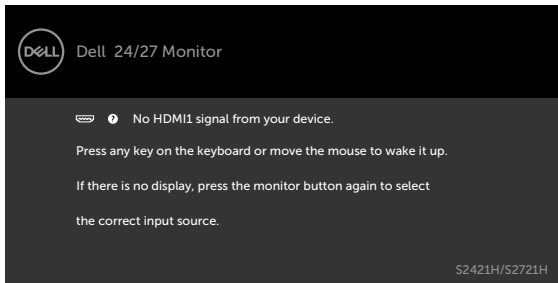 DELL
Dell 24/27 Monitor
? No HDMI1 signal from your device.
Press any key on the keyboard or move the mouse to wake it up.
If there is no display, press the monitor button again to select
the correct input source.
S2421H/S2721H